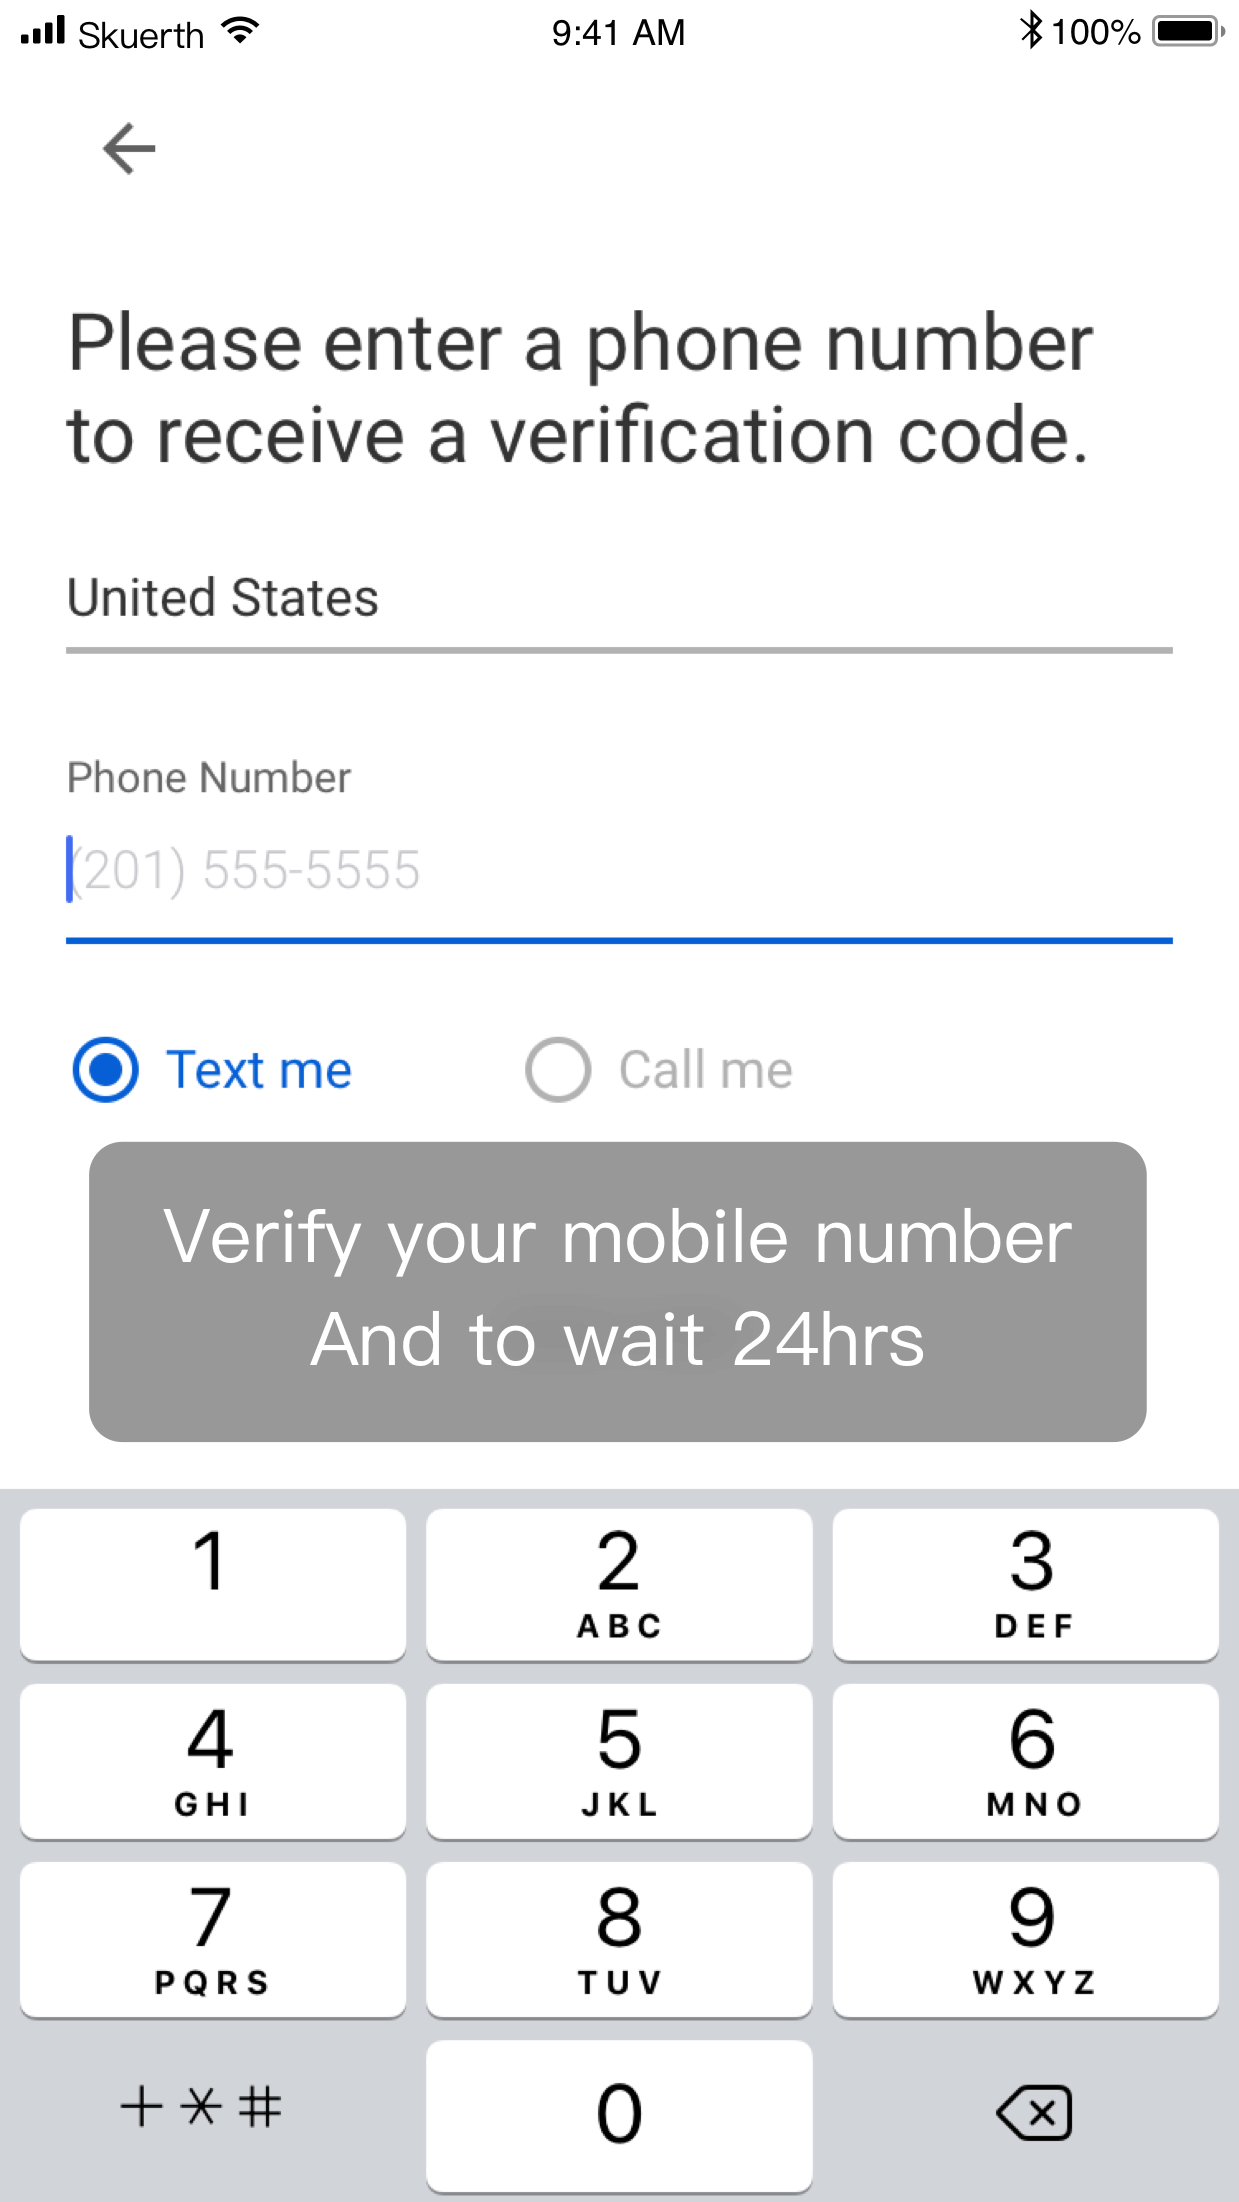 Skuerth 9:41 AM 100%
Please enter a phone number
to receive a verification code.
United States
Phone Number
(201) 555-5555
Text me Call me
Verify your mobile number
And to wait 24hrs
1 2 3
ABC DEF
4 5 6
GHI JKL MNO
7 8 9
PQRS TUV WXYZ
+*# 0